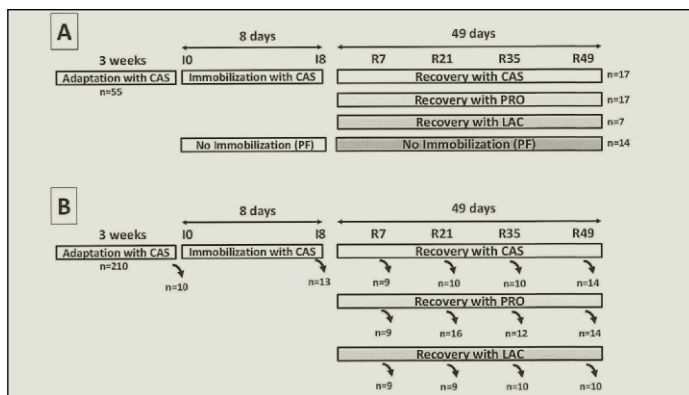 A
8 days
49 days
3 weeks
I0
I8
R7
R21
R35
R49
Adaptation with CAS
Immobilization with CAS
Recovery with CAS
n=17
n=55
Recovery with PRO
n=17
Recovery with LAC
n=7
No Immobilization (PF)
No Immobilization (PF)
n=14
B
8 days
49 days
3 weeks
I0
I8
R7
R21
R35
R49
Adaptation with CAS
Immobilization with CAS
Recovery with CAS
n=210
n=10
n=13
n=9
n=10
n=10
n=14
Recovery with PRO
n=9
n=16
n=12
n=14
Recovery with LAC
n=9
n=9
n=10
n=10